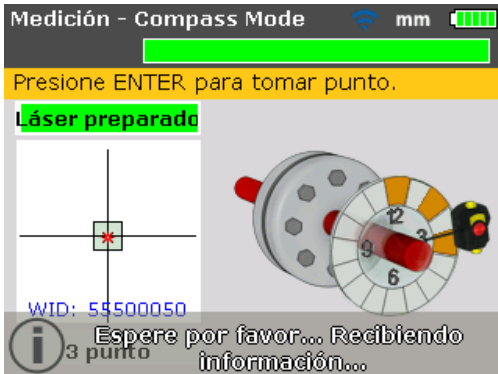 Medición - Compass Mode mm
Presione ENTER para tomar punto.
Láser preparado
12
3
9
6
WID: 55500050
3 punto
Espere por favor... Recibiendo
información...